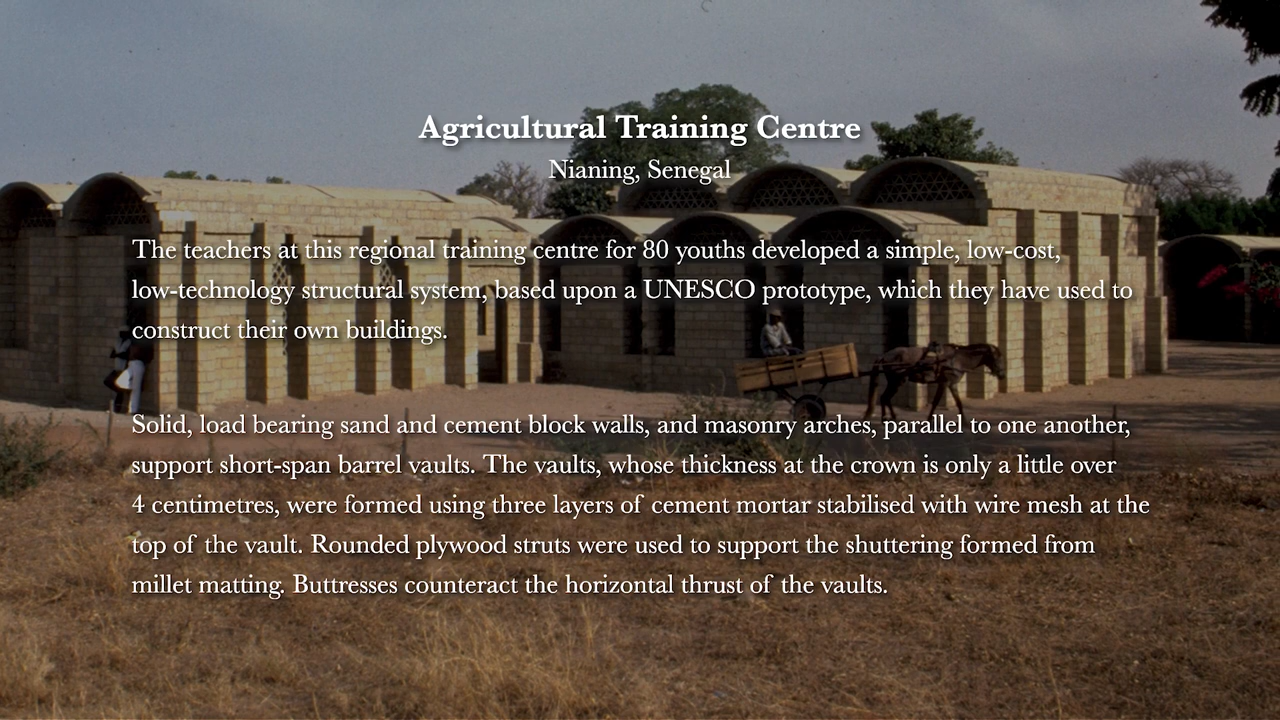 Agricultural Training Centre
Nianing, Senegal
The teachers at this regional training centre for 80 youths developed a simple, low-cost,
low-technology structural system, based upon a UNESCO prototype, which they have used to
construct their own buildings.
Solid, load bearing sand and cement block walls, and masonry arches, parallel to one another,
support short-span barrel vaults. The vaults, whose thickness at the crown is only a little over
4 centimetres, were formed using three layers of cement mortar stabilised with wire mesh at the
top of the vault. Rounded plywood struts were used to support the shuttering formed from
millet matting. Buttresses counteract the horizontal thrust of the vaults.